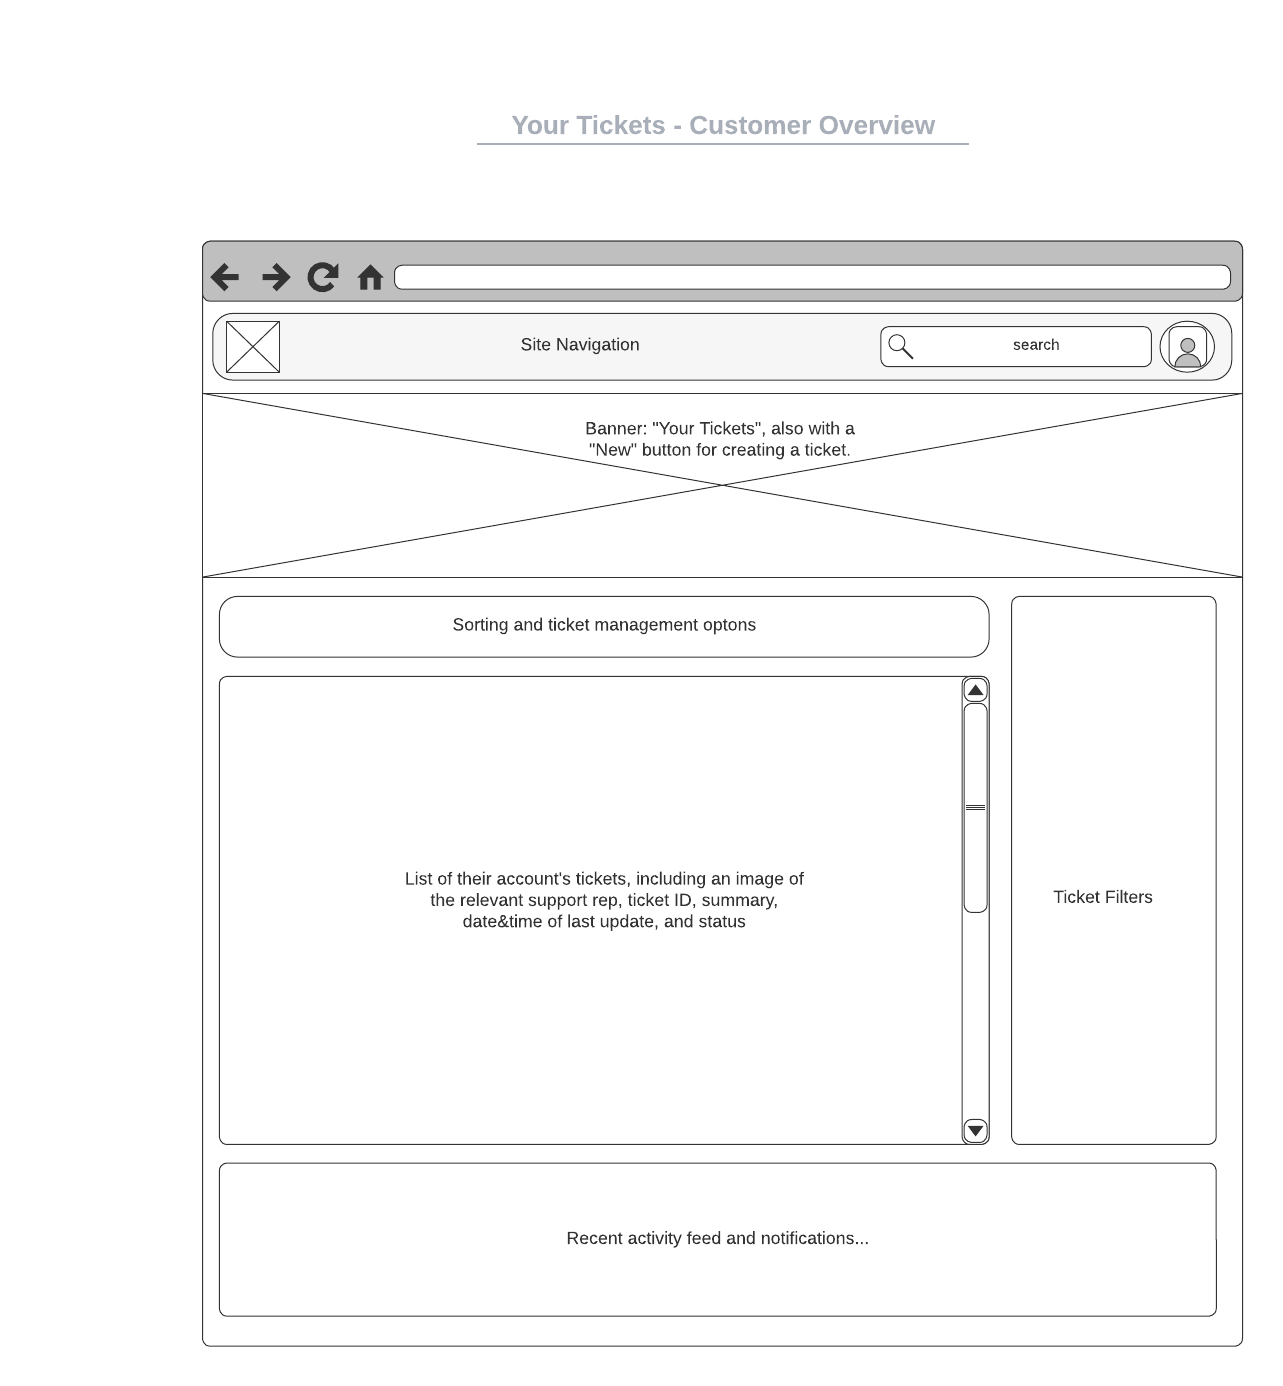 Your Tickets - Customer Overview
Site Navigation
search
Banner: "Your Tickets", also with a
"New" button for creating a ticket.
Sorting and ticket management optons
List of their account's tickets, including an image of
the relevant support rep, ticket ID, summary,
date&time of last update, and status
Ticket Filters
Recent activity feed and notifications...